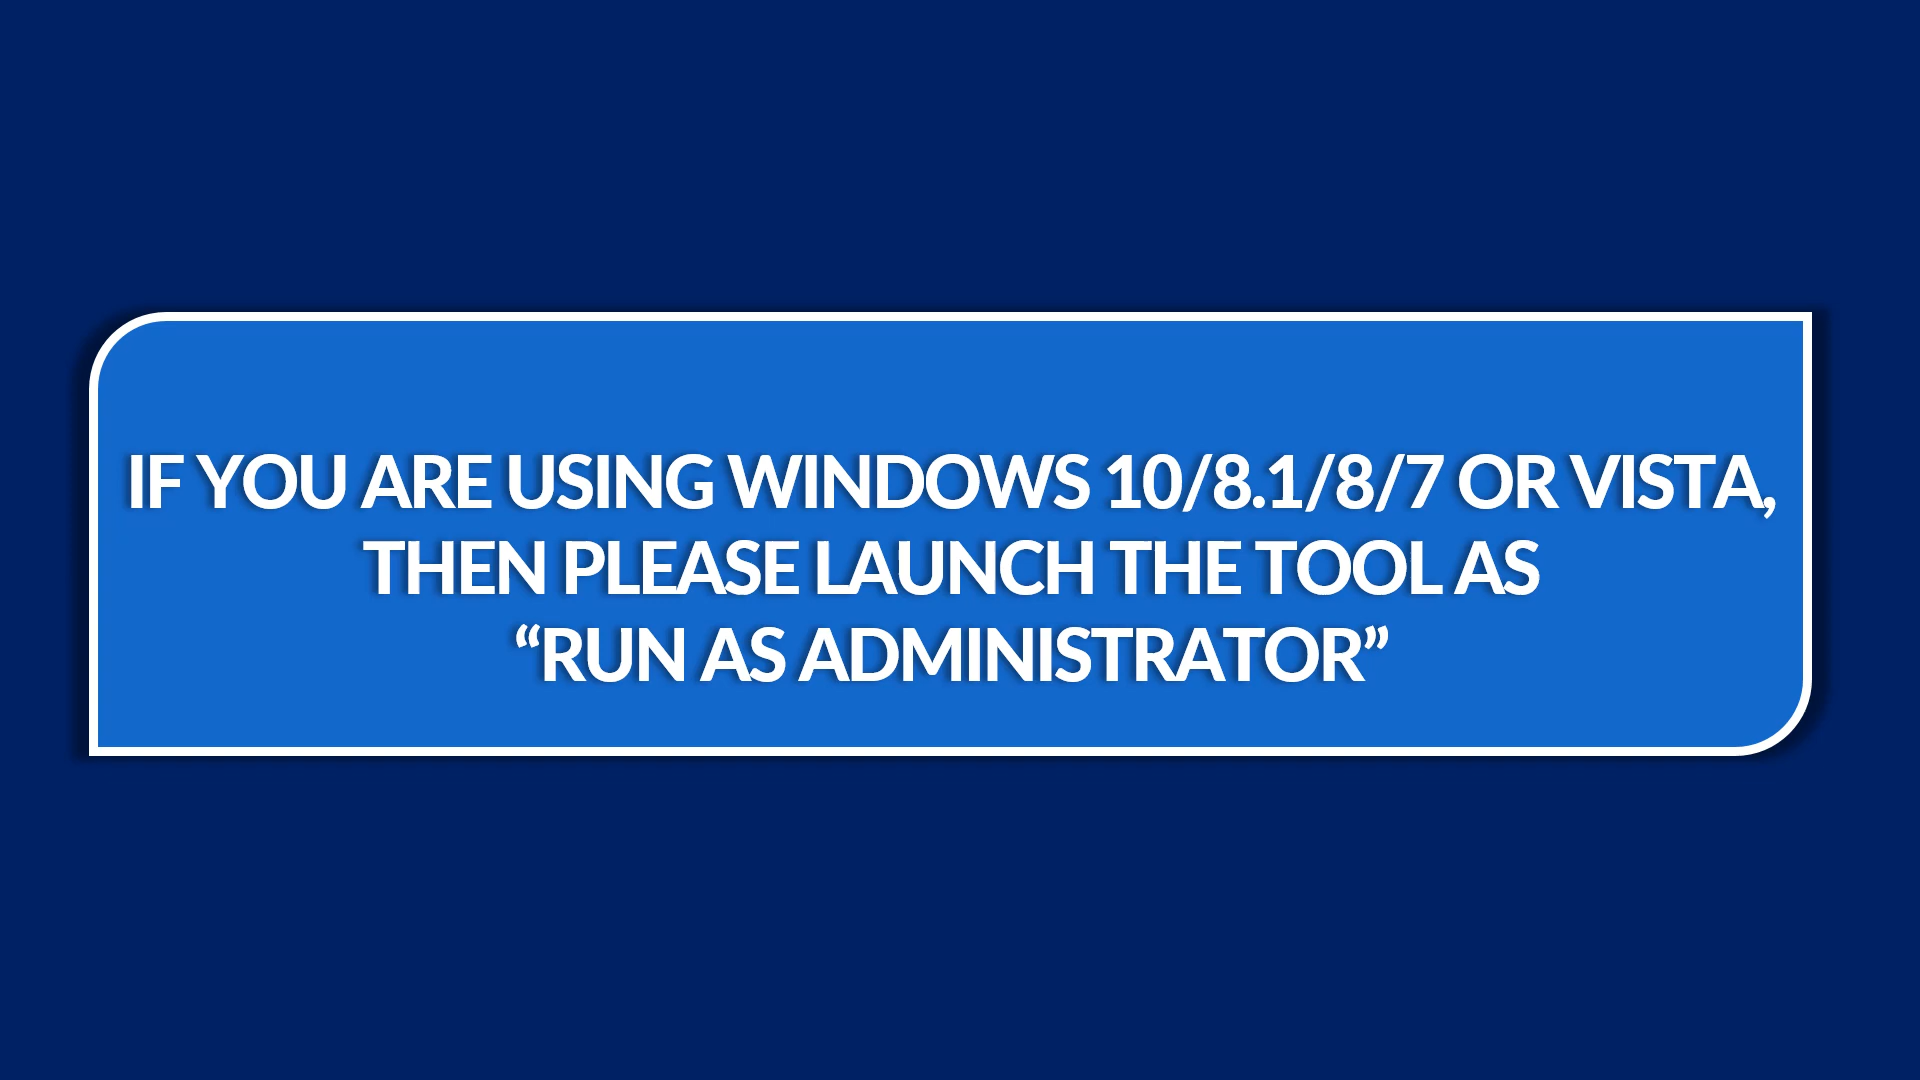 IF YOU ARE USING WINDOWS 10/8.1/8/7 OR VISTA,
THEN PLEASE LAUNCH THE TOOL AS
“RUN AS ADMINISTRATOR”